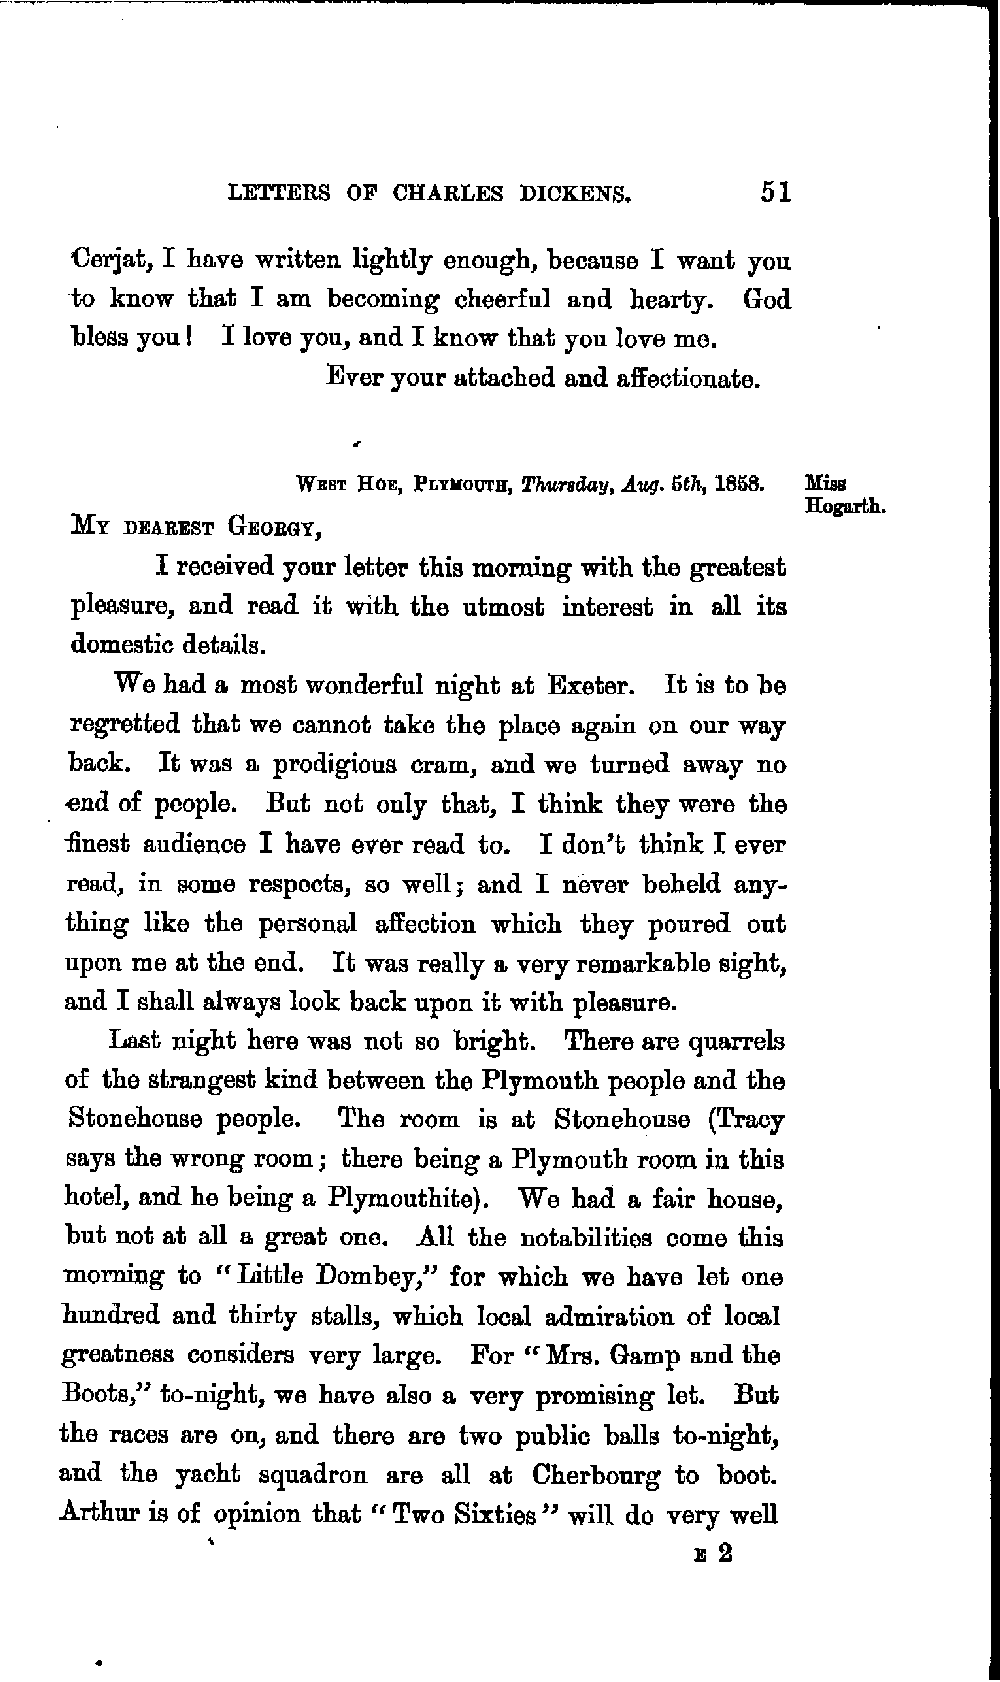 LETTERS OF CHARLES DICKENS. 51
Cerjat, I have written lightly enough, because I want you
to know that I am becoming cheerful and hearty. God
bless you! I love you, and I know that you love me.
Ever your attached and affectionate.
WEST HOE, PLYMOUTH, Thursday, Aug. 5th, 1858.
Miss
Hogarth.
MY DEAREST GEORGY,
I received your letter this morning with the greatest
pleasure, and read it with the utmost interest in all its
domestic details.
We had a most wonderful night at Exeter. It is to be
regretted that we cannot take the place again on our way
back. It was a prodigious cram, and we turned away no
end of people. But not only that, I think they were the
finest audience I have ever read to. I don't think I ever
read, in some respects, so well; and I never beheld any-
thing like the personal affection which they poured out
upon me at the end. It was really a very remarkable sight,
and I shall always look back upon it with pleasure.
Last night here was not so bright. There are quarrels
of the strangest kind between the Plymouth people and the
Stonehouse people. The room is at Stonehouse (Tracy
says the wrong room; there being a Plymouth room in this
hotel, and he being a Plymouthite). We had a fair house,
but not at all a great one. All the notabilities come this
morning to "Little Dombey," for which we have let one
hundred and thirty stalls, which local admiration of local
greatness considers very large. For "Mrs. Gamp and the
Boots," to-night, we have also a very promising let. But
the races are on, and there are two public balls to-night,
and the yacht squadron are all at Cherbourg to boot.
Arthur is of opinion that "Two Sixties" will do very well
E 2